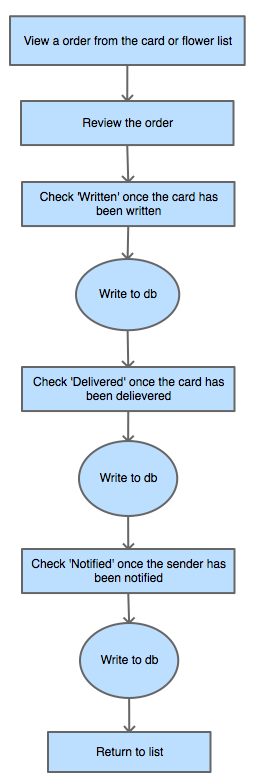 View a order from the card or flower list
Review the order
Check 'Written' once the card has
been written
Write to db
Check 'Delivered' once the card has
been delievered
Write to db
Check 'Notified' once the sender has
been notified
Write to db
Return to list